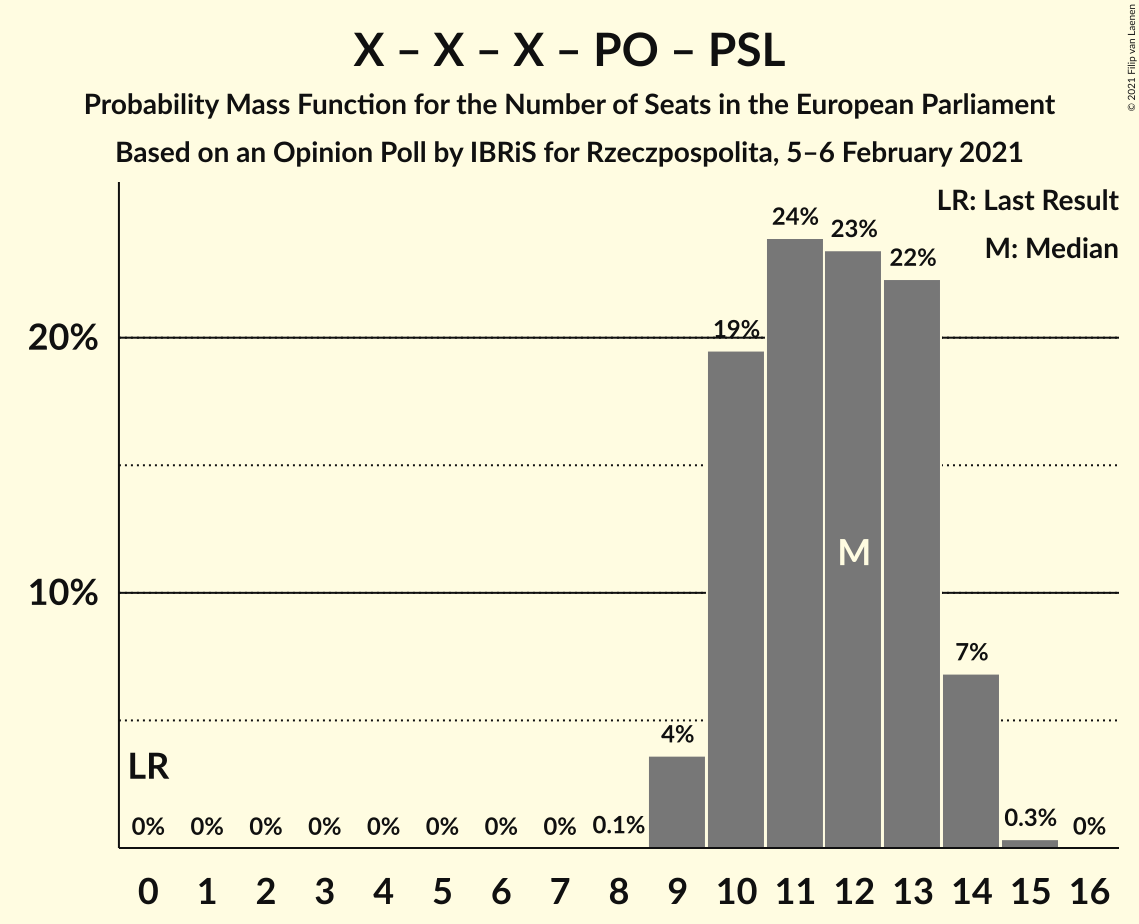 X – X – X – PO – PSL
Probability Mass Function for the Number of Seats in the European Parliament
Based on an Opinion Poll by IBRiS for Rzeczpospolita, 5–6 February 2021
© 2021 Filip van Laenen
LR: Last Result
M: Median
20%
10%
24%
23%
22%
19%
M
7%
4%
LR
0% 0% 0% 0% 0% 0% 0% 0% 0.1% 0.3% 0%
0 1 2 3 4 5 6 7 8 9 10 11 12 13 14 15 16